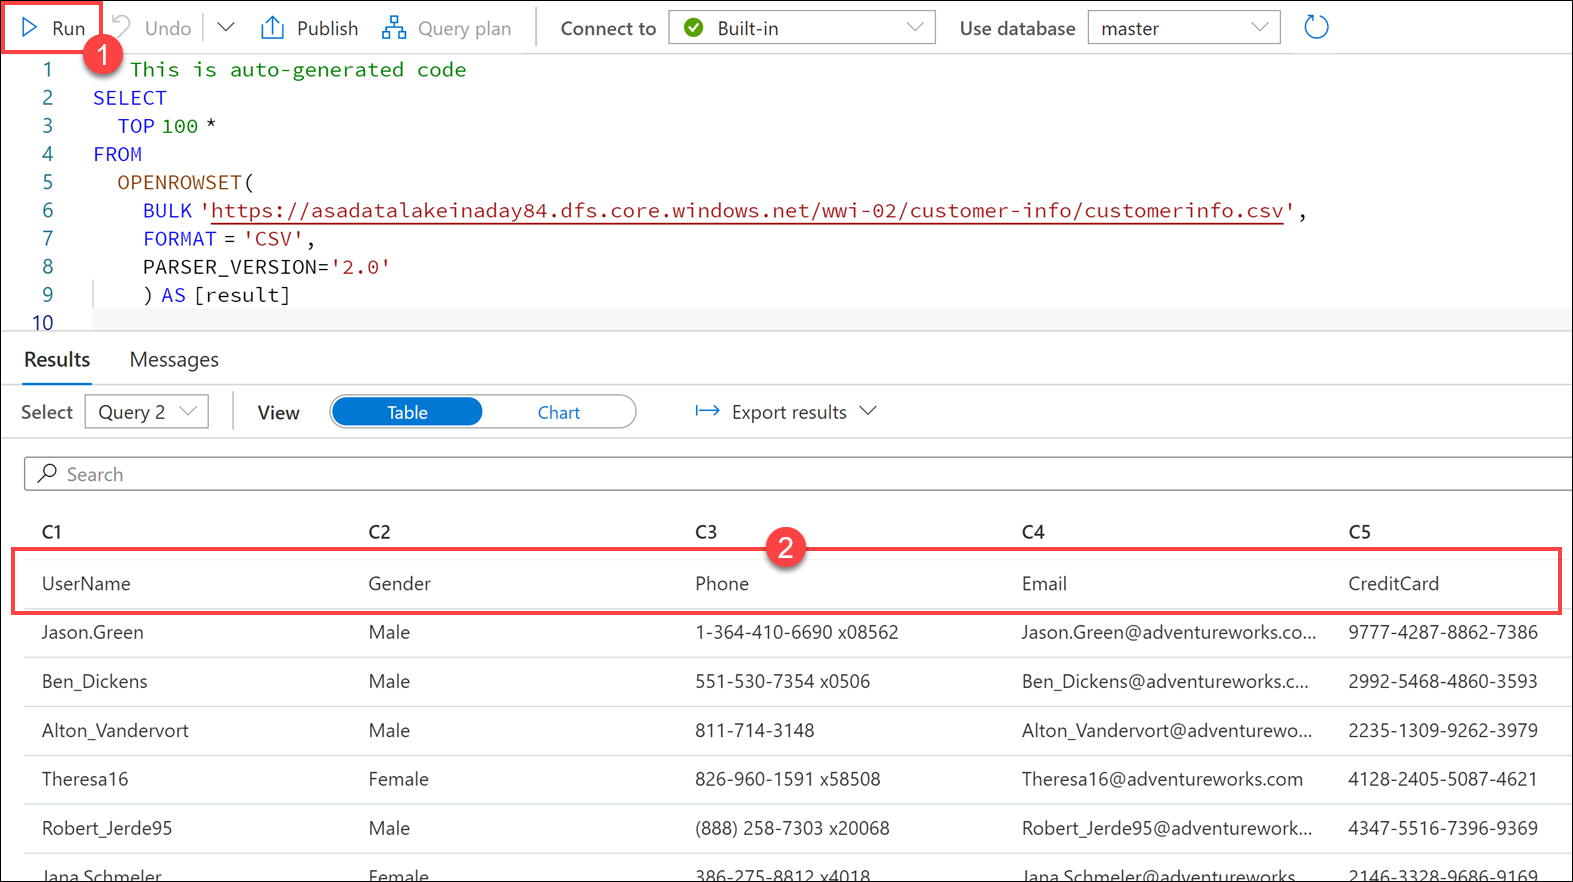 Run Undo Publish Query plan Connect to Built-in Use database master
1
1 This is auto-generated code
2 SELECT
3 TOP 100 *
4 FROM
5 OPENROWSET(
6 BULK 'https://asadatalakeinaday84.dfs.core.windows.net/wwi-02/customer-info/customerinfo.csv',
7 FORMAT = 'CSV',
8 PARSER_VERSION='2.0'
9 ) AS [result]
10
Results Messages
Select Query 2 View Table Chart Export results
Search
C1 C2 C3 C4 C5
2
UserName Gender Phone Email CreditCard
Jason.Green Male 1-364-410-6690 x08562 Jason.Green@adventureworks.co... 9777-4287-8862-7386
Ben_Dickens Male 551-530-7354 x0506 Ben_Dickens@adventureworks.c... 2992-5468-4860-3593
Alton_Vandervort Male 811-714-3148 Alton_Vandervort@adventurewo... 2235-1309-9262-3979
Theresa16 Female 826-960-1591 x58508 Theresa16@adventureworks.com 4128-2405-5087-4621
Robert_Jerde95 Male (888) 258-7303 x20068 Robert_Jerde95@adventurework... 4347-5516-7396-9369
Jana.Schmeler Female 386-275-8812 x4018 Jana.Schmeler@adventureworks. 2146-3328-9686-9169